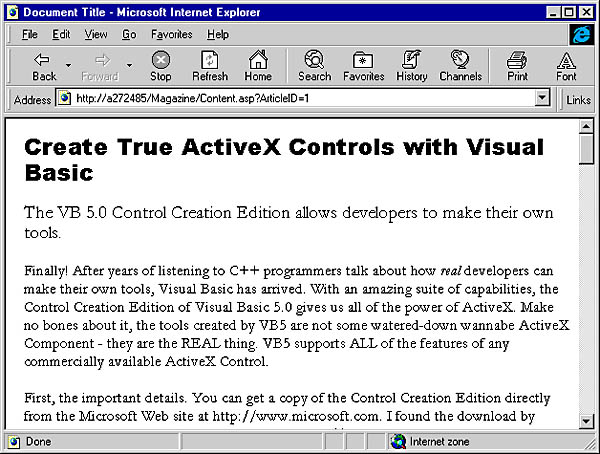 Document Title - Microsoft Internet Explorer
File Edit View Go Favorites Help
Back Forward Stop Refresh Home Search Favorites History Channels Print Font
Address http://a272485/Magazine/Content.asp?AticleID=1 Links
Create True ActiveX Controls with Visual
Basic
The VB 5.0 Control Creation Edition allows developers to make their own
tools.
Finally! After years of listening to C++ programmers talk about how real developers can
make their own tools, Visual Basic has arrived. With an amazing suite of capabilities, the
Control Creation Edition of Visual Basic 5.0 gives us all of the power of ActiveX. Make
no bones about it, the tools created by VB5 are not some watered-down wannabe ActiveX
Component - they are the REAL thing. VB5 supports ALL of the features of any
commercially available ActiveX Control.
First, the important details. You can get a copy of the Control Creation Edition directly
from the Microsoft Web site at http://www.microsoft.com. I found the download by
Done Internet zone